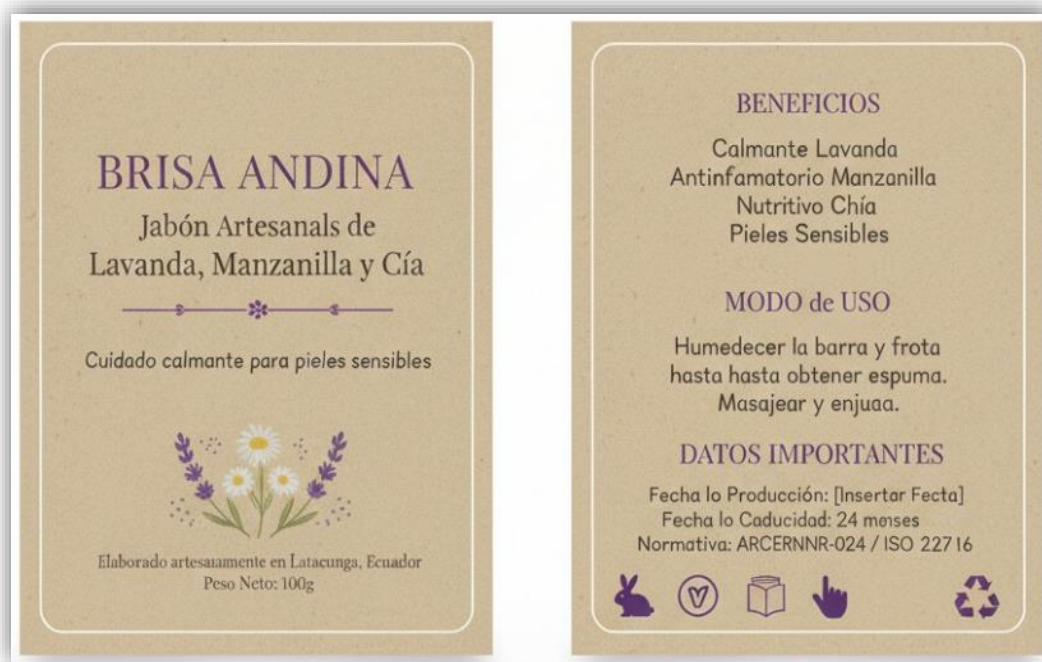 BRISA ANDINA
Jabón Artesanals de
Lavanda, Manzanilla y Cía
Cuidado calmante para pieles sensibles
Elaborado artesaıamente en Latacunga, Ecuador
Peso Neto: 100g
BENEFICIOS
Calmante Lavanda
Antinfamatorio Manzanilla
Nutritivo Chía
Pieles Sensibles
MODO de USO
Humedecer la barra y frota
hasta hasta obtener espuma.
Masajear y enjuaa.
DATOS IMPORTANTES
Fecha lo Producción: [Insertar Fecta]
Fecha lo Caducidad: 24 menses
Normativa: ARCERNNR-024 / ISO 22716